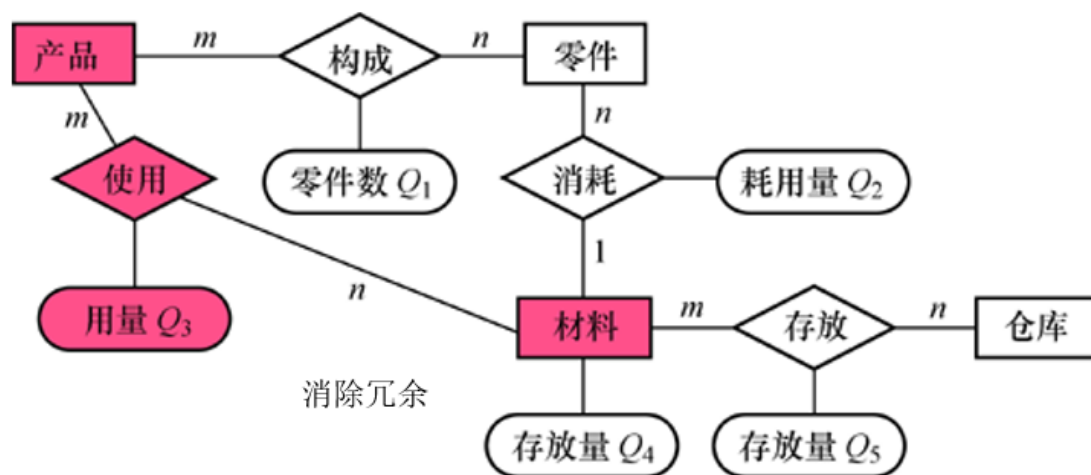 产品 m 构成 n 零件
m n
使用 零件数 Q₁ 消耗 耗用量 Q₂
1
n
用量 Q₃ 材料 m 存放 n 仓库
消除冗余
存放量 Q₄ 存放量 Q₅